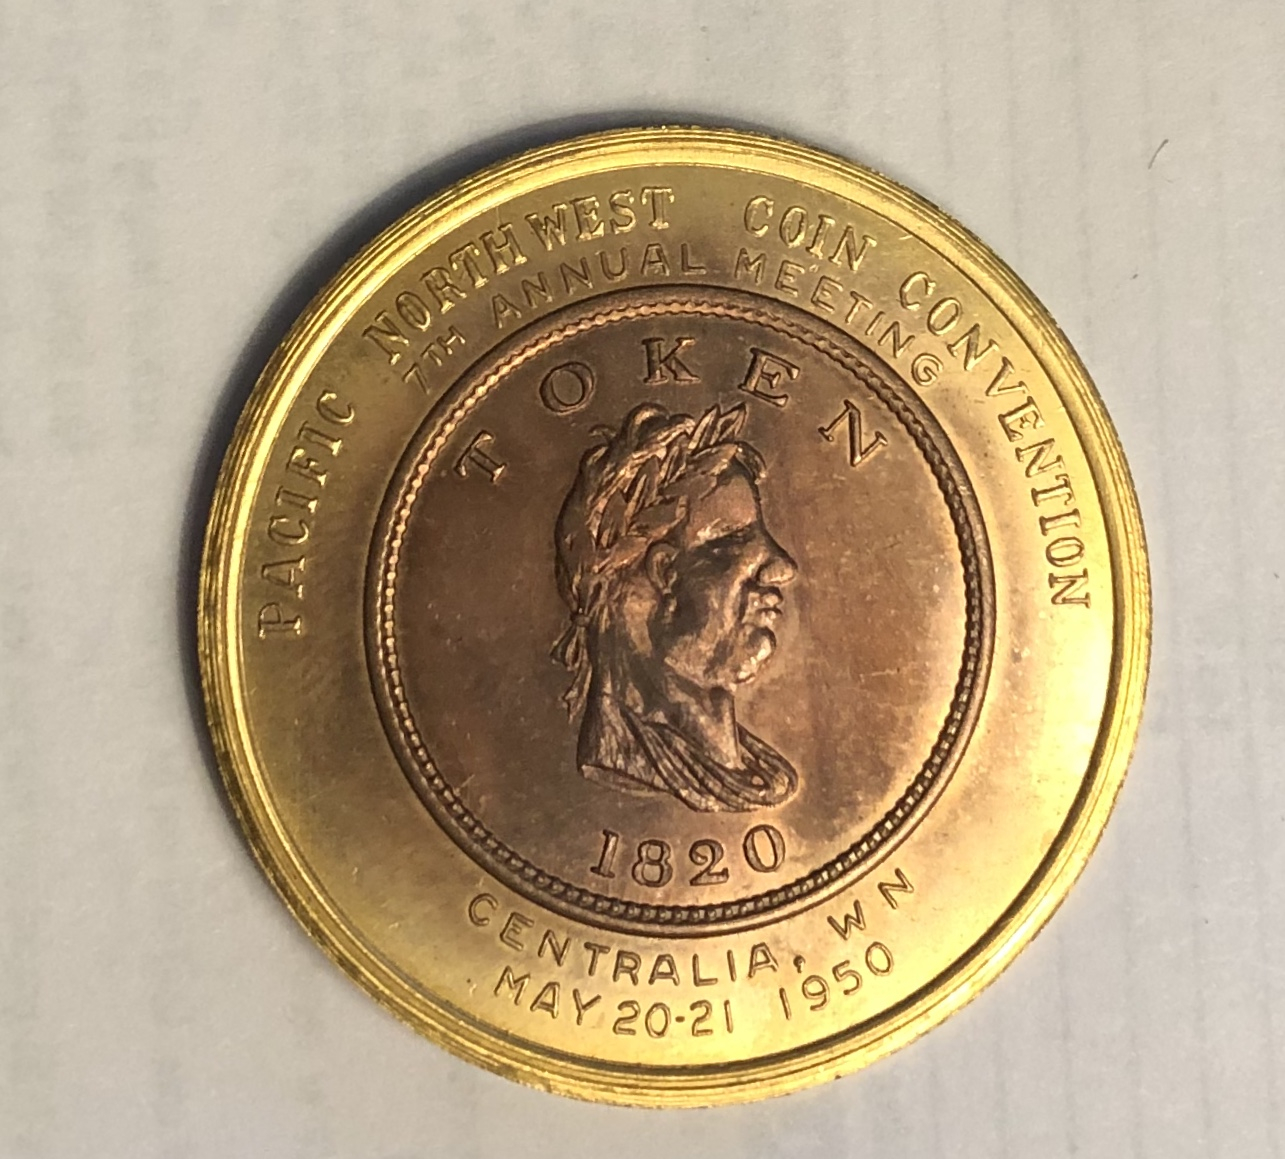 PACIFIC NORTHWEST COIN CONVENTION
7TH ANNUAL MEETING
TOKEN
1820
CENTRALIA, WN
MAY 20-21 1950